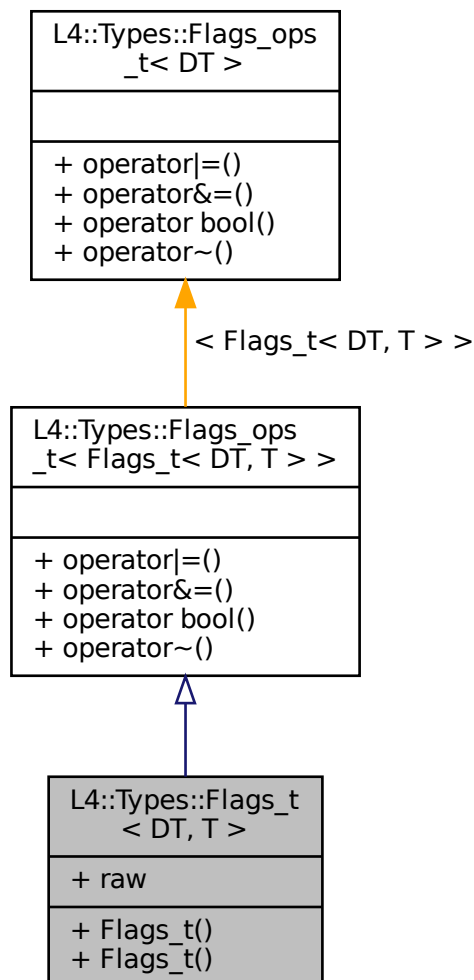 L4::Types::Flags_ops
_t< DT >
+ operator|=()
+ operator&=()
+ operator bool()
+ operator~()
< Flags_t< DT, T > >
L4::Types::Flags_ops
_t< Flags_t< DT, T > >
+ operator|=()
+ operator&=()
+ operator bool()
+ operator~()
L4::Types::Flags_t
< DT, T >
+ raw
+ Flags_t()
+ Flags_t()